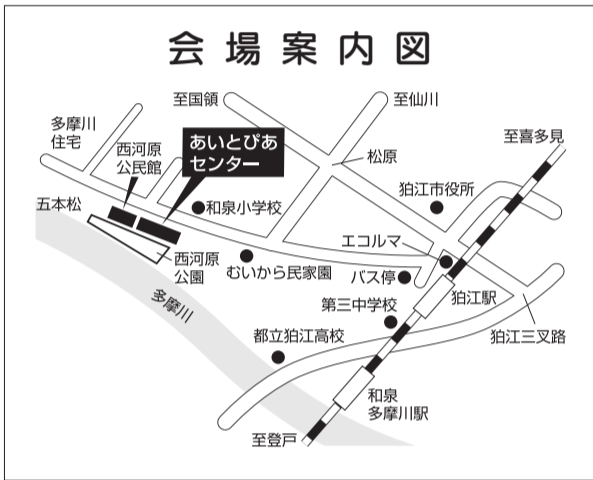 会場案内図
至国領
至仙川
多摩川
住宅
西河原
公民館
あいとぴあ
センター
松原
至喜多見
狛江市役所
五本松
和泉小学校
エコルマ
西河原
公園
むいから民家園
バス停
狛江駅
多摩川
第三中学校
狛江三叉路
都立狛江高校
和泉
多摩川駅
至登戸